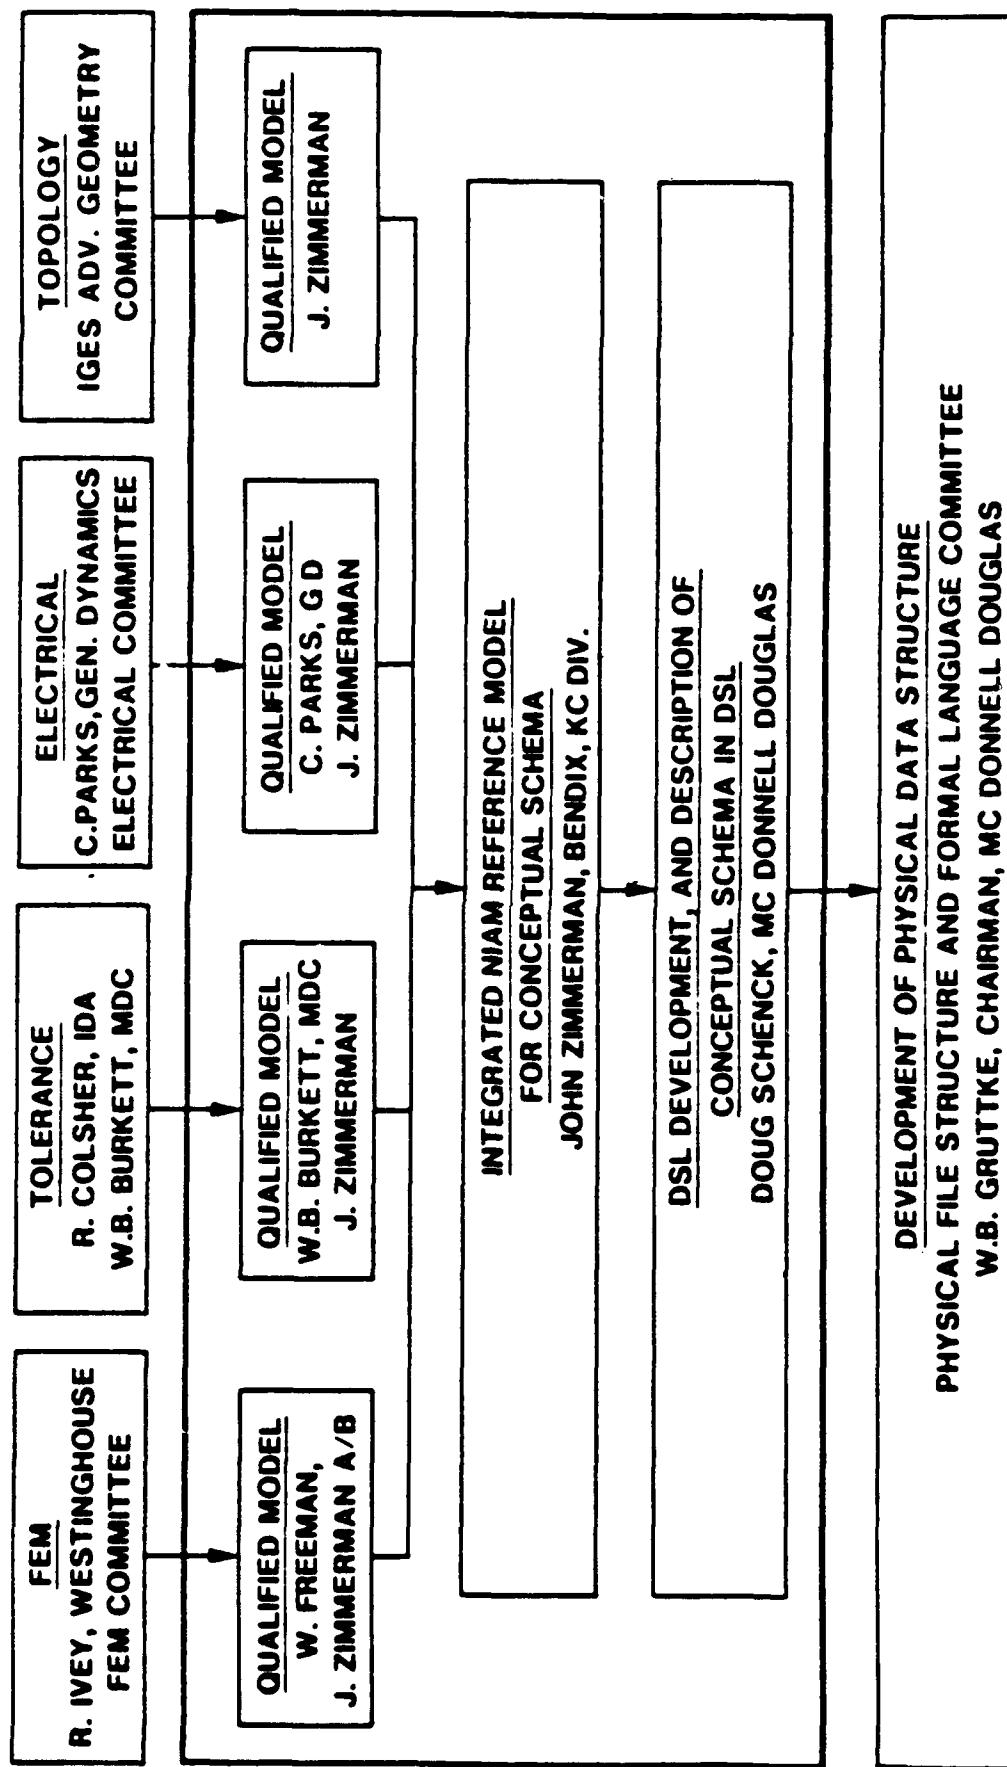 FEM
R. IVEY, WESTINGHOUSE
FEM COMMITTEE
TOLERANCE
R. COLSHER, IDA
W.B. BURKETT, MDC
ELECTRICAL
C.PARKS,GEN. DYNAMICS
ELECTRICAL COMMITTEE
TOPOLOGY
IGES ADV. GEOMETRY
COMMITTEE
QUALIFIED MODEL
W. FREEMAN,
J. ZIMMERMAN A/B
QUALIFIED MODEL
W.B. BURKETT, MDC
J. ZIMMERMAN
QUALIFIED MODEL
C. PARKS, G D
J. ZIMMERMAN
QUALIFIED MODEL
J. ZIMMERMAN
INTEGRATED NIAM REFERENCE MODEL
FOR CONCEPTUAL SCHEMA
JOHN ZIMMERMAN, BENDIX, KC DIV.
DSL DEVELOPMENT, AND DESCRIPTION OF
CONCEPTUAL SCHEMA IN DSL
DOUG SCHENCK, MC DONNELL DOUGLAS
DEVELOPMENT OF PHYSICAL DATA STRUCTURE
PHYSICAL FILE STRUCTURE AND FORMAL LANGUAGE COMMITTEE
W.B. GRUTTKE, CHAIRMAN, MC DONNELL DOUGLAS